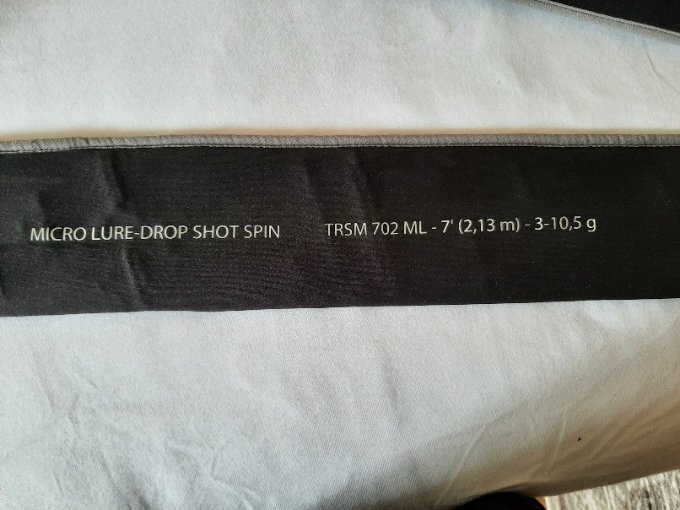 MICRO LURE-DROP SHOT SPIN TRSM 702 ML - 7' (2,13 m) - 3-10,5 g